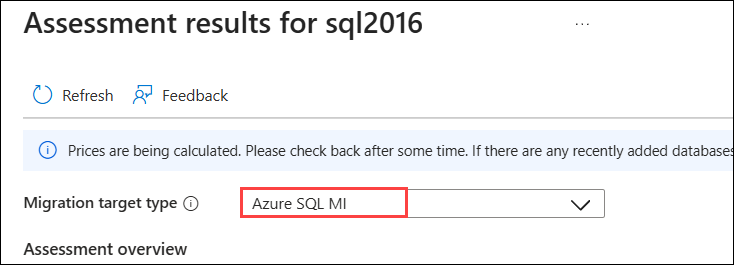 Assessment results for sql2016
...
Refresh Feedback
Prices are being calculated. Please check back after some time. If there are any recently added databases
Migration target type
Azure SQL MI
Assessment overview